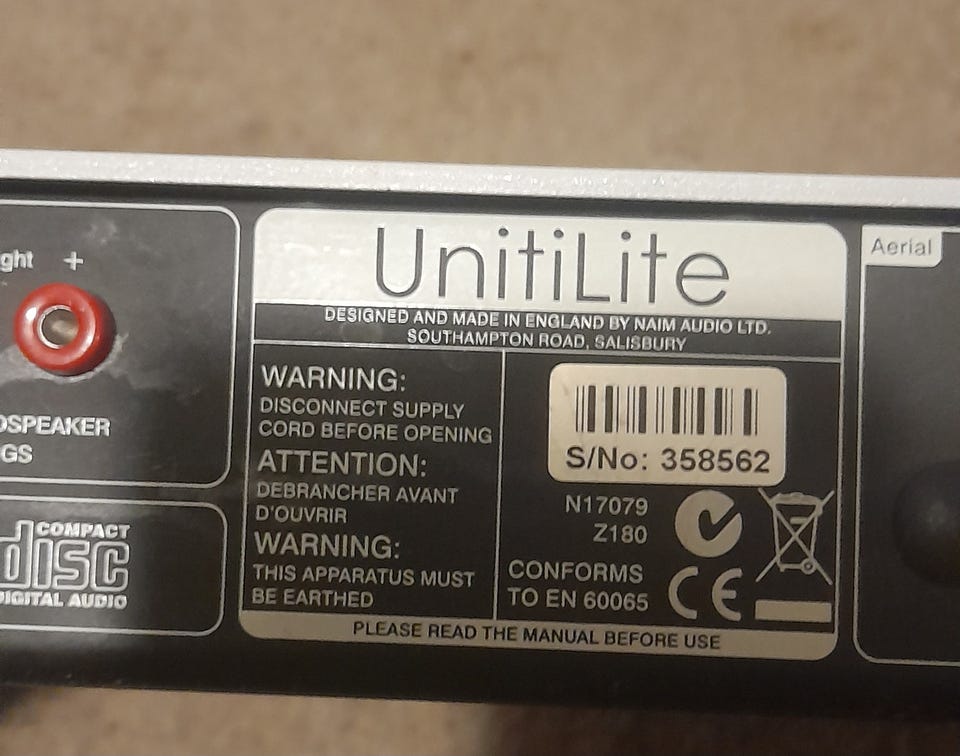 ght +
OSPEAKER
GS
COMPACT
disc
DIGITAL AUDIO
UnitiLite
DESIGNED AND MADE IN ENGLAND BY NAIM AUDIO LTD.
SOUTHAMPTON ROAD, SALISBURY
WARNING:
DISCONNECT SUPPLY
CORD BEFORE OPENING
ATTENTION:
DEBRANCHER AVANT
D'OUVRIR
WARNING:
THIS APPARATUS MUST
BE EARTHED
S/No: 358562
N17079
Z180
CONFORMS
TO EN 60065
CE
PLEASE READ THE MANUAL BEFORE USE
Aerial